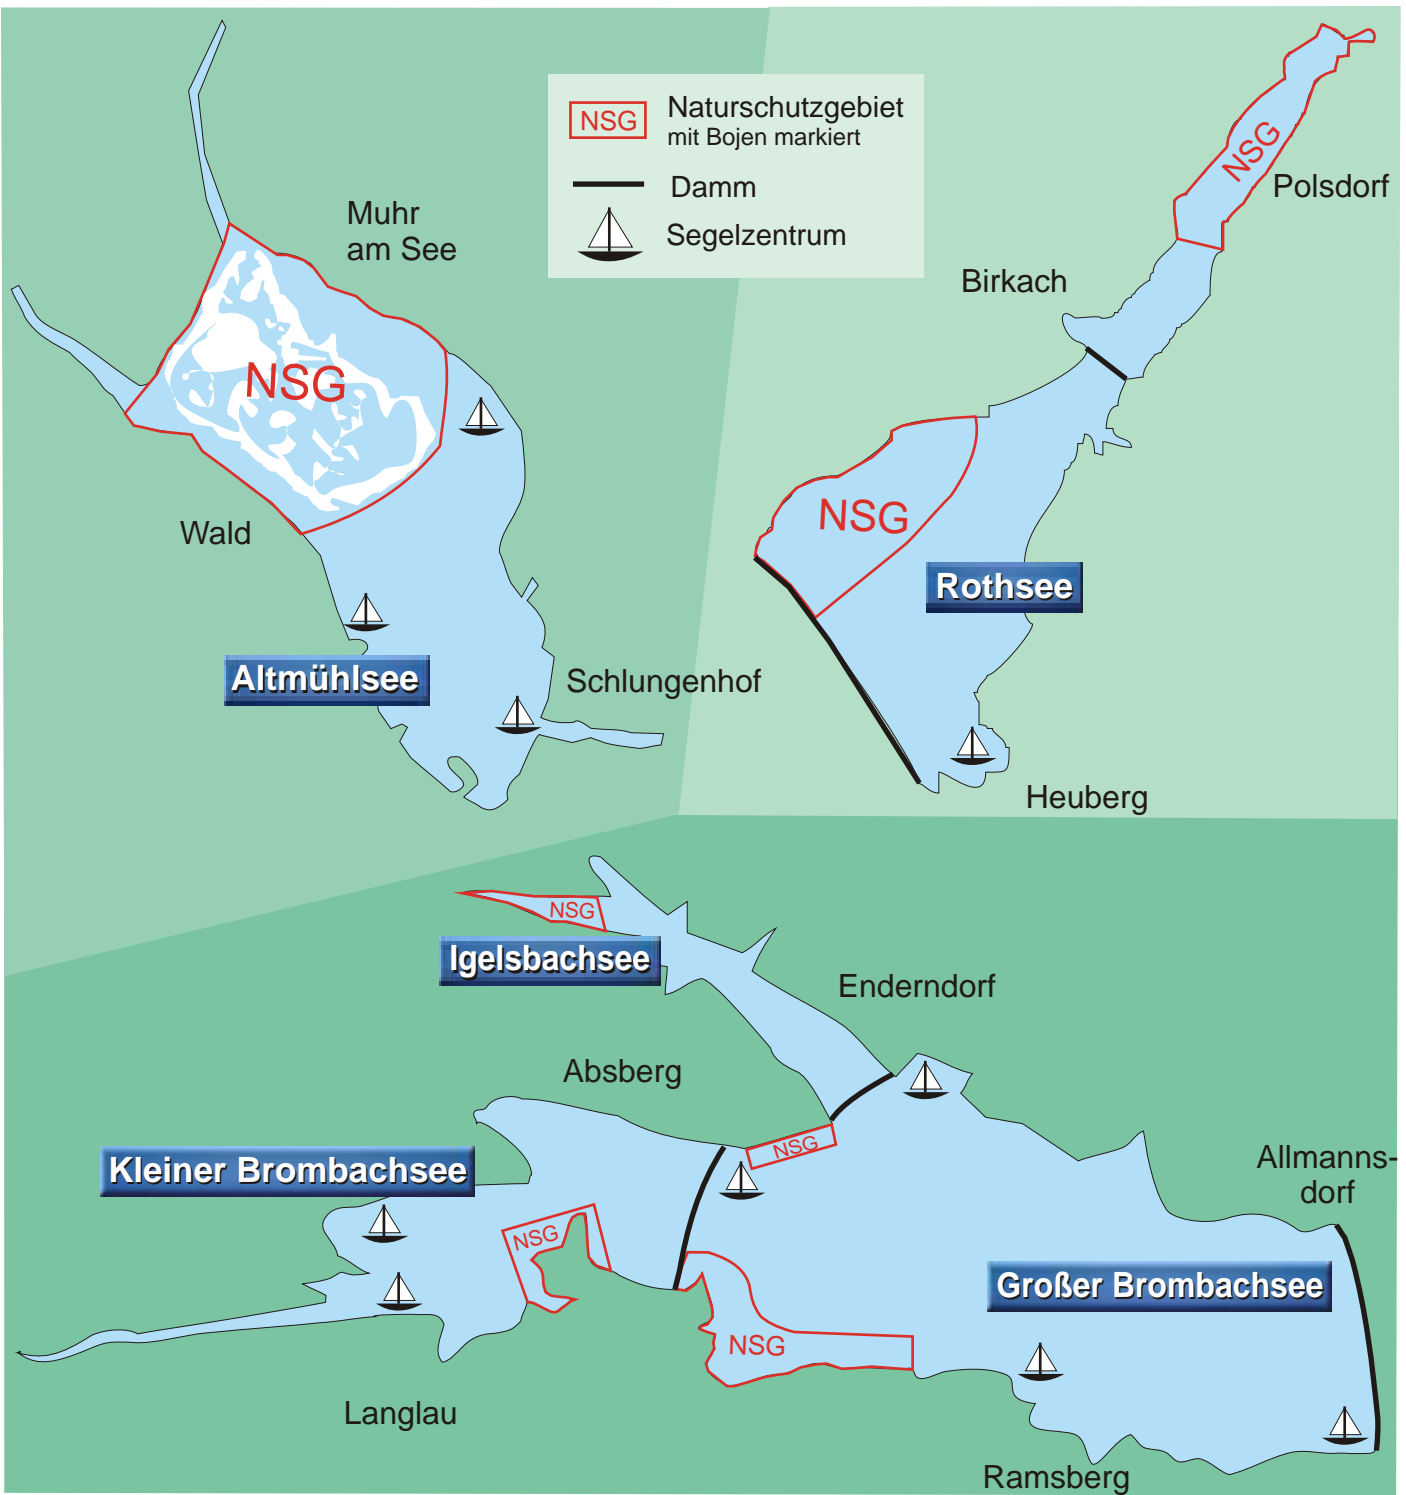 NSG
Naturschutzgebiet
mit Bojen markiert
Damm
Segelzentrum
Muhr
am See
NSG
Wald
Altmühlsee
Schlungenhof
NSG
Polsdorf
Birkach
NSG
Rothsee
Heuberg
NSG
Igelsbachsee
Enderndorf
Absberg
NSG
Kleiner Brombachsee
Allmanns-
dorf
NSG
Großer Brombachsee
NSG
Langlau
Ramsberg